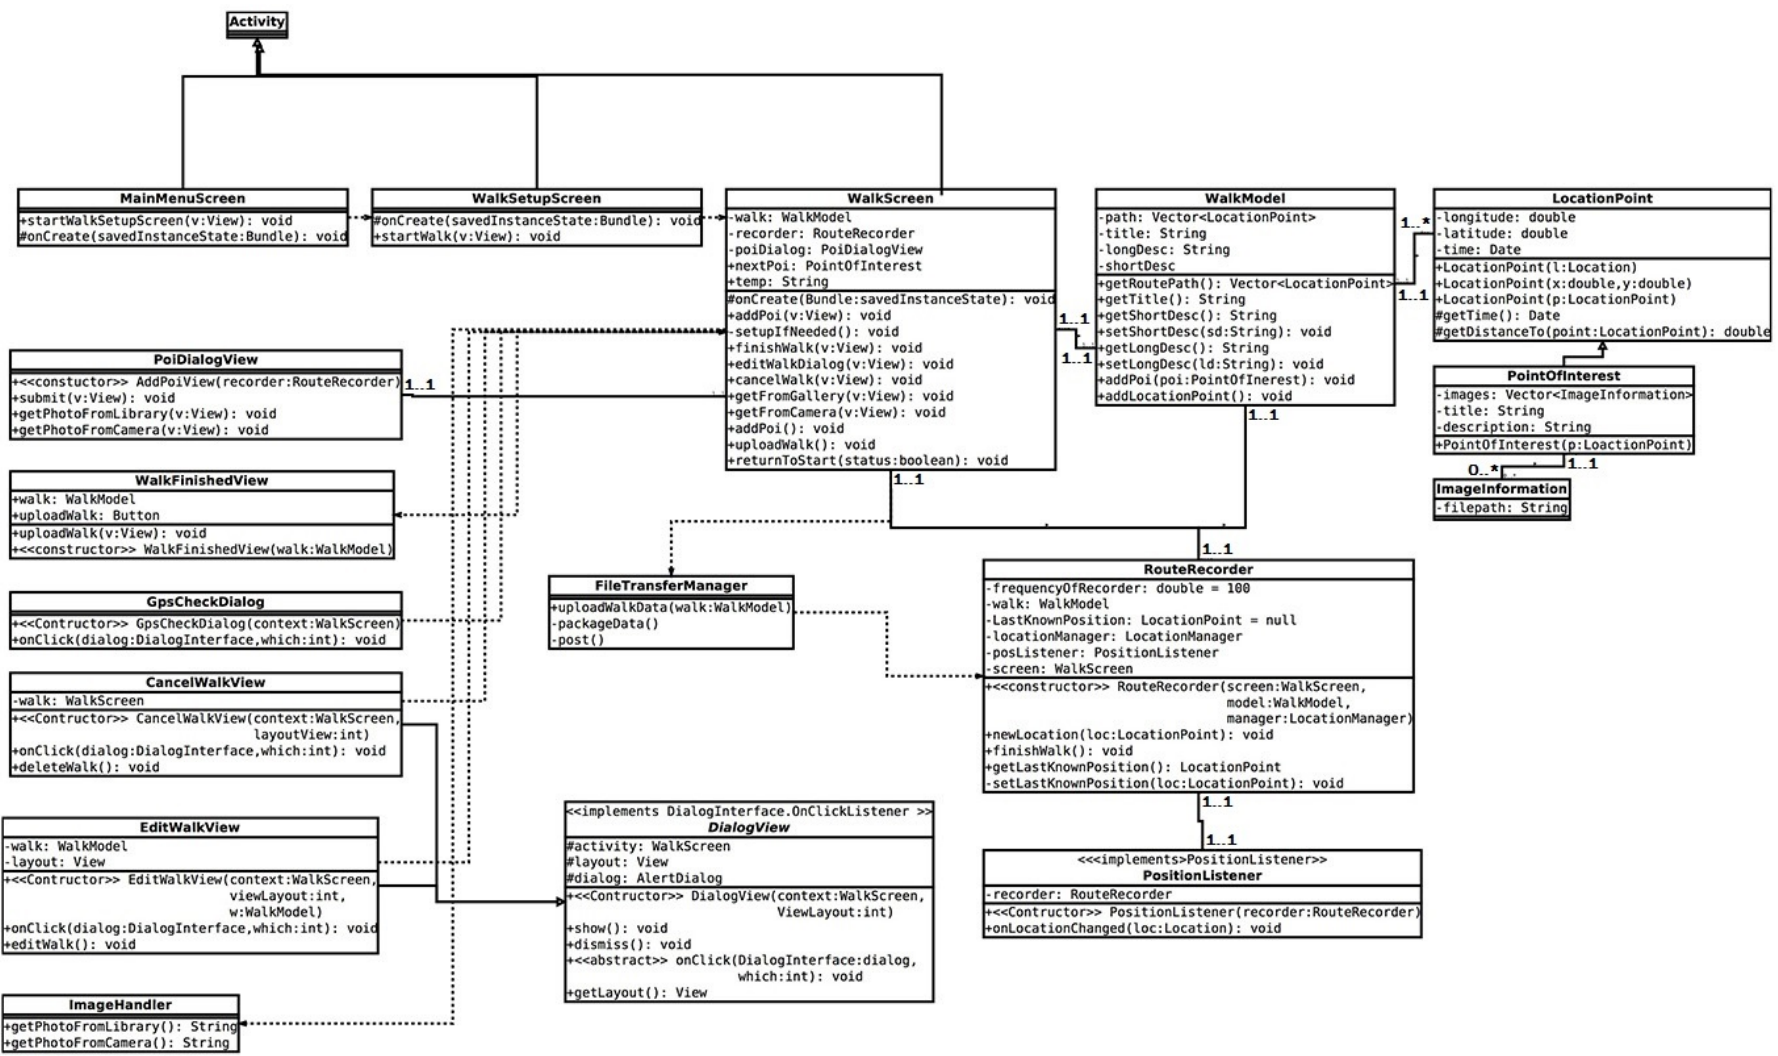 Activity
MainMenuScreen
+startWalkSetupScreen(v:View): void
#onCreate(savedInstanceState:Bundle): void
WalkSetupScreen
#onCreate(savedInstanceState:Bundle): void
+startWalk(v:View): void
WalkScreen
-walk: WalkModel
-recorder: RouteRecorder
-poiDialog: PoiDialogView
+nextPoi: PointOfInterest
+temp: String
#onCreate(Bundle:savedInstanceState): void
+addPoi(v:View): void
-setupIfNeeded(): void
+finishWalk(v:View): void
+editWalkDialog(v:View): void
+cancelWalk(v:View): void
+getFromGallery(v:View): void
+getFromCamera(v:View): void
+addPoi(): void
+uploadWalk(): void
+returnToStart(status:boolean): void
1..1
1..1
1..1
WalkModel
-path: Vector<LocationPoint>
-title: String
-longDesc: String
-shortDesc
+getRoutePath(): Vector<LocationPoint>
+getTitle(): String
+getShortDesc(): String
+setShortDesc(sd:String): void
+getLongDesc(): String
+setLongDesc(ld:String): void
+addPoi(poi:PointOfInerest): void
+addLocationPoint(): void
1..1
1..*
1..1
LocationPoint
-longitude: double
-latitude: double
-time: Date
+LocationPoint(l:Location)
+LocationPoint(x:double,y:double)
+LocationPoint(p:LocationPoint)
#getTime(): Date
#getDistanceTo(point:LocationPoint): double
PointOfInterest
-images: Vector<ImageInformation>
-title: String
-description: String
+PointOfInterest(p:LoactionPoint)
0..*
1..1
ImageInformation
-filepath: String
PoiDialogView
+<<constuctor>> AddPoiView(recorder:RouteRecorder)
+submit(v:View): void
+getPhotoFromLibrary(v:View): void
+getPhotoFromCamera(v:View): void
1..1
WalkFinishedView
+walk: WalkModel
+uploadWalk: Button
+uploadWalk(v:View): void
+<<constructor>> WalkFinishedView(walk:WalkModel)
GpsCheckDialog
+<<Contructor>> GpsCheckDialog(context:WalkScreen)
+onClick(dialog:DialogInterface,which:int): void
CancelWalkView
-walk: WalkScreen
+<<Contructor>> CancelWalkView(context:WalkScreen,
layoutView:int)
+onClick(dialog:DialogInterface,which:int): void
+deleteWalk(): void
EditWalkView
-walk: WalkModel
-layout: View
+<<Contructor>> EditWalkView(context:WalkScreen,
viewLayout:int,
w:WalkModel)
+onClick(dialog:DialogInterface,which:int): void
+editWalk(): void
ImageHandler
+getPhotoFromLibrary(): String
+getPhotoFromCamera(): String
FileTransferManager
+uploadWalkData(walk:WalkModel)
-packageData()
-post()
<<implements DialogInterface.OnClickListener >>
DialogView
#activity: WalkScreen
#layout: View
#dialog: AlertDialog
+<<Contructor>> DialogView(context:WalkScreen,
ViewLayout:int)
+show(): void
+dismiss(): void
+<<abstract>> onClick(DialogInterface:dialog,
which:int): void
+getLayout(): View
1..1
RouteRecorder
-frequencyOfRecorder: double = 100
-walk: WalkModel
-LastKnownPosition: LocationPoint = null
-locationManager: LocationManager
-posListener: PositionListener
-screen: WalkScreen
+<<constructor>> RouteRecorder(screen:WalkScreen,
model:WalkModel,
manager:LocationManager)
+newLocation(loc:LocationPoint): void
+finishWalk(): void
+getLastKnownPosition(): LocationPoint
-setLastKnownPosition(loc:LocationPoint): void
1..1
1..1
<<<implements>PositionListener>>
PositionListener
-recorder: RouteRecorder
+<<Contructor>> PositionListener(recorder:RouteRecorder)
+onLocationChanged(loc:Location): void